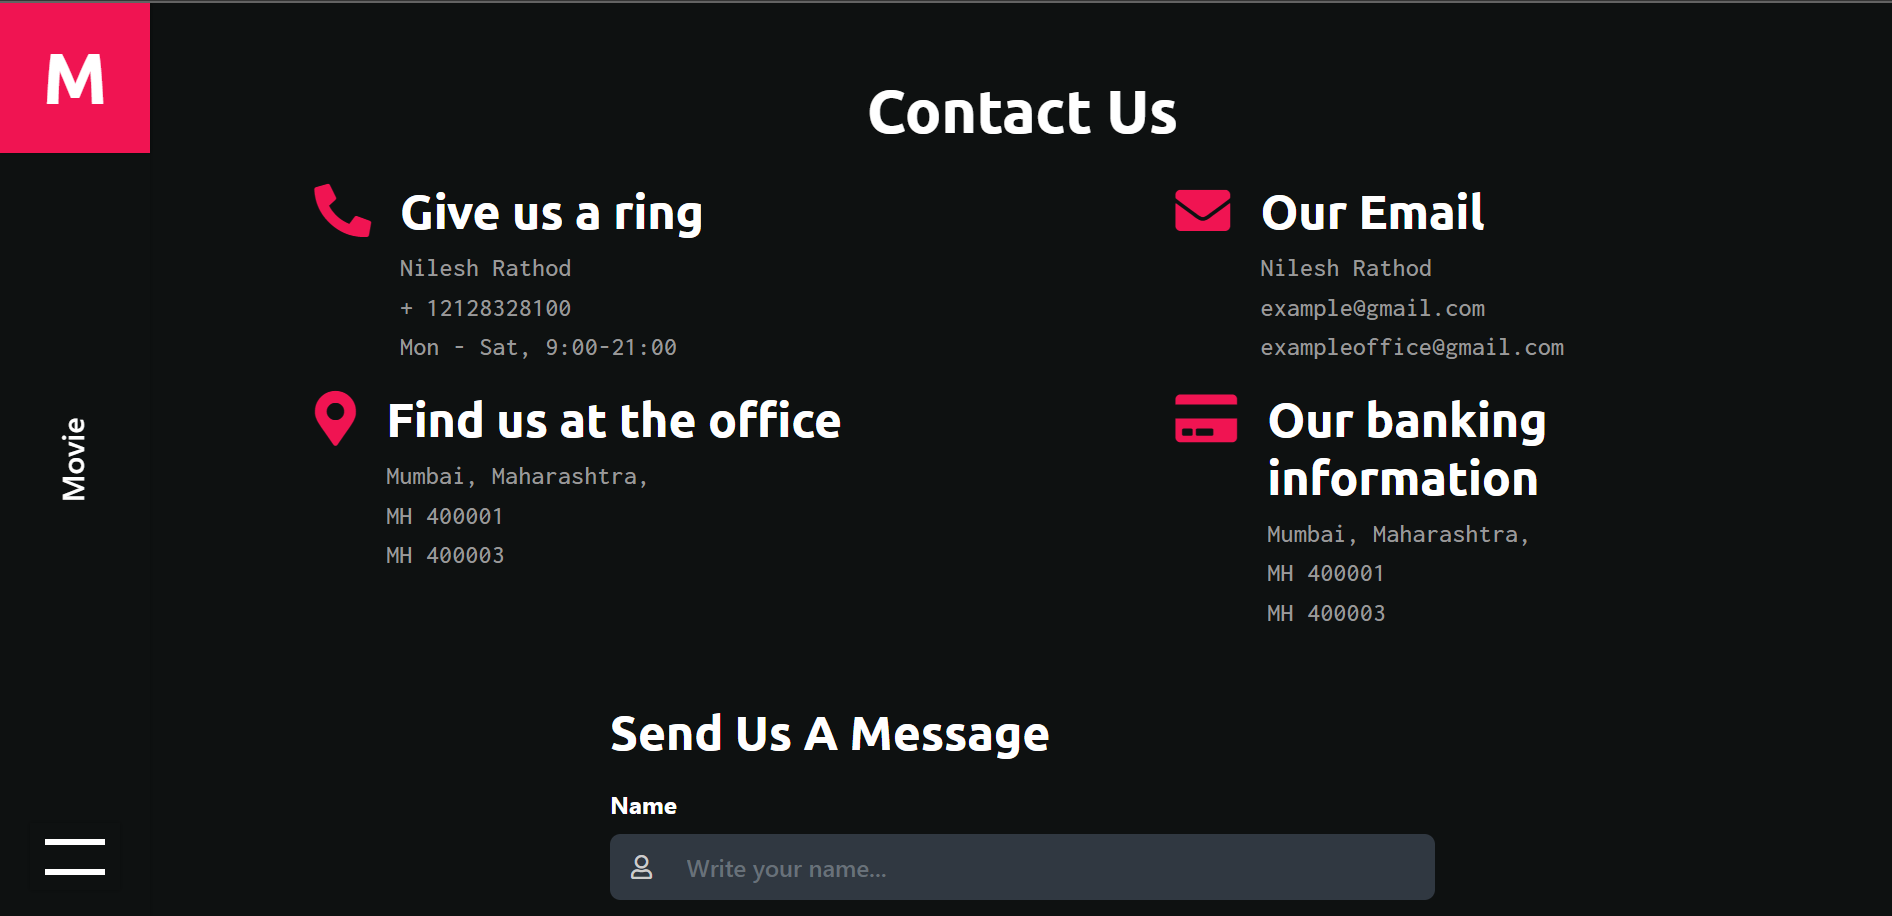 M
Movie
Contact Us
Give us a ring
Nilesh Rathod
+ 12128328100
Mon - Sat, 9:00-21:00
Our Email
Nilesh Rathod
example@gmail.com
exampleoffice@gmail.com
Find us at the office
Mumbai, Maharashtra,
MH 400001
MH 400003
Our banking
information
Mumbai, Maharashtra,
MH 400001
MH 400003
Send Us A Message
Name
Write your name...